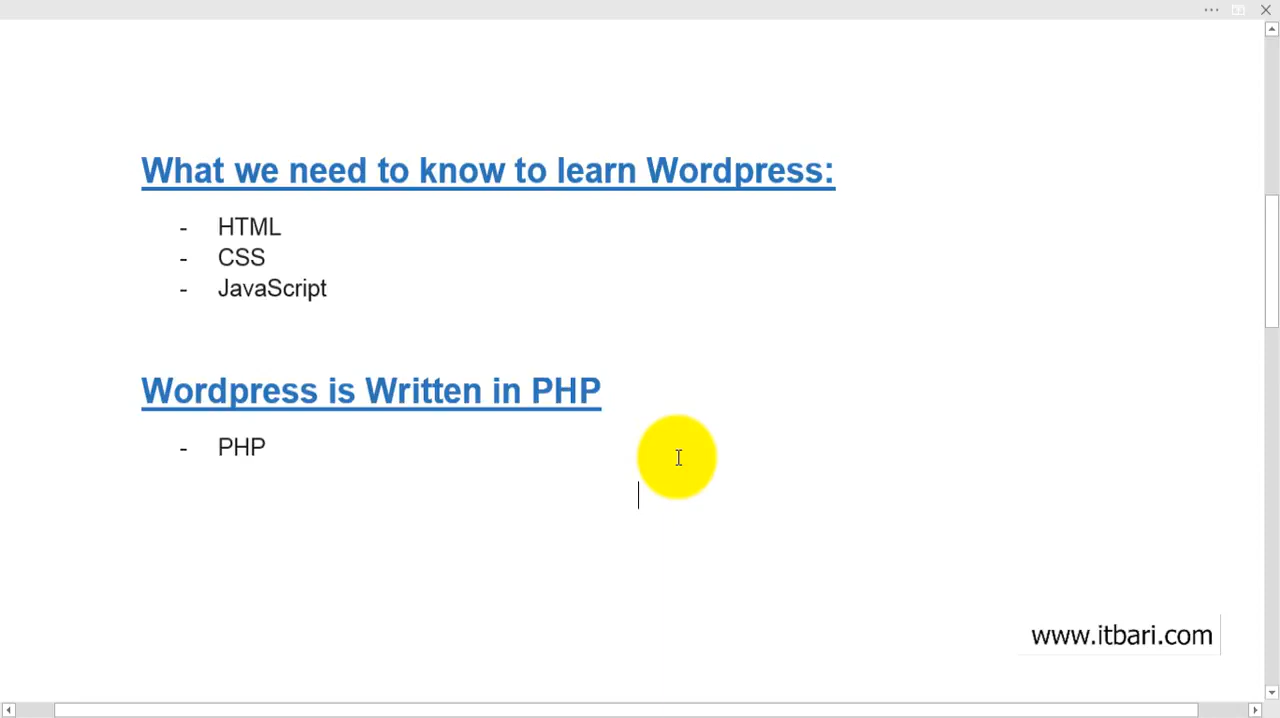 What we need to know to learn Wordpress:
- HTML
- CSS
- JavaScript
Wordpress is Written in PHP
- PHP
www.itbari.com